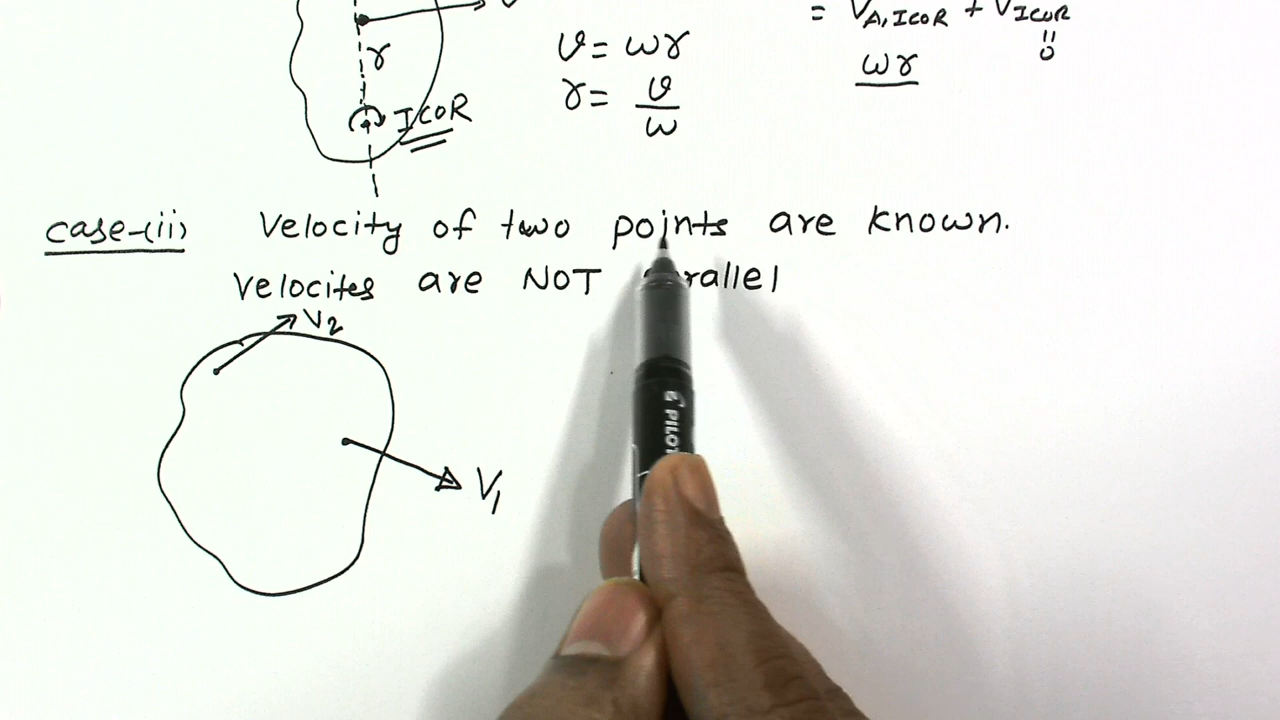 = V_A,ICOR + V_ICOR
v = ωr
ωr
0
r
r = v/ω
ICOR
case-(ii) Velocity of two points are known.
Velocites are NOT rallel
V₂
V₁
PILOT